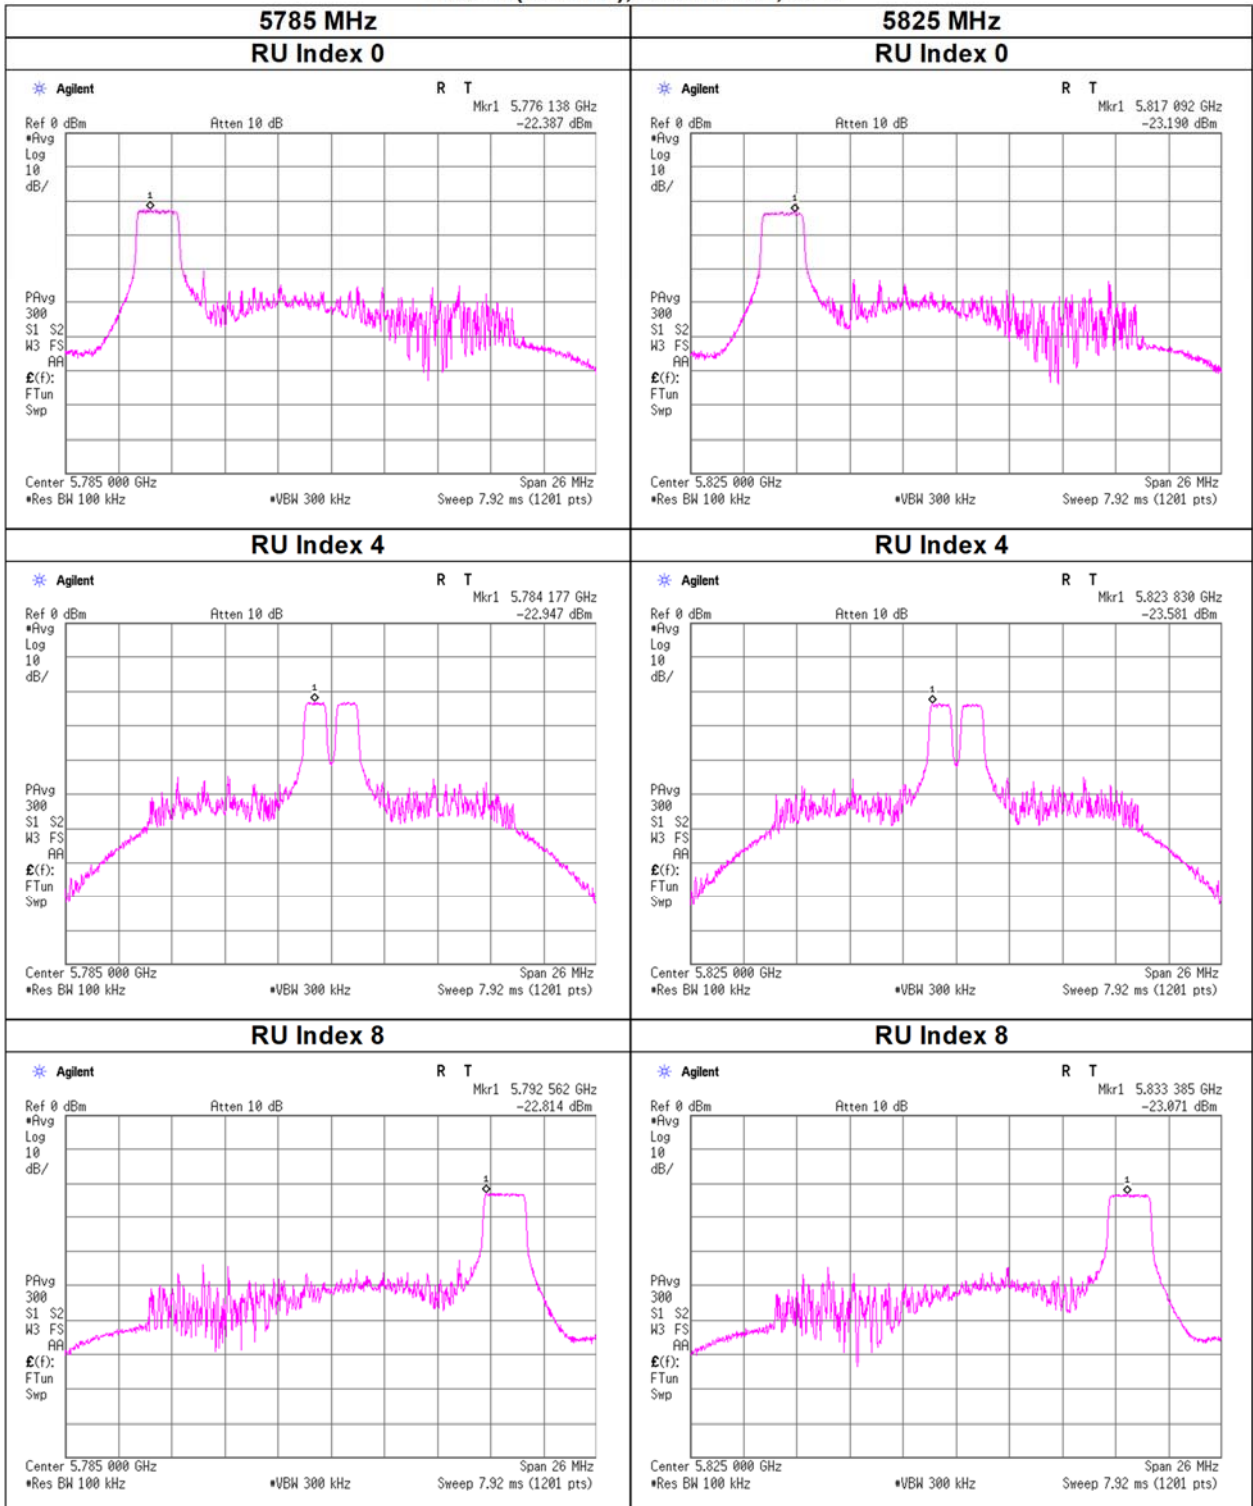 5785 MHz
5825 MHz
RU Index 0
RU Index 0
Agilent
R T
Mkr1 5.776 138 GHz
Ref 0 dBm
Atten 10 dB
-22.387 dBm
#Avg
Log
10
dB/
1
PAvg
300
S1 S2
W3 FS
AA
£(f):
FTun
Swp
Center 5.785 000 GHz
Span 26 MHz
#Res BW 100 kHz
#VBW 300 kHz
Sweep 7.92 ms (1201 pts)
Agilent
R T
Mkr1 5.817 092 GHz
Ref 0 dBm
Atten 10 dB
-23.190 dBm
#Avg
Log
10
dB/
1
PAvg
300
S1 S2
W3 FS
AA
£(f):
FTun
Swp
Center 5.825 000 GHz
Span 26 MHz
#Res BW 100 kHz
#VBW 300 kHz
Sweep 7.92 ms (1201 pts)
RU Index 4
RU Index 4
Agilent
R T
Mkr1 5.784 177 GHz
Ref 0 dBm
Atten 10 dB
-22.947 dBm
#Avg
Log
10
dB/
1
PAvg
300
S1 S2
W3 FS
AA
£(f):
FTun
Swp
Center 5.785 000 GHz
Span 26 MHz
#Res BW 100 kHz
#VBW 300 kHz
Sweep 7.92 ms (1201 pts)
Agilent
R T
Mkr1 5.823 830 GHz
Ref 0 dBm
Atten 10 dB
-23.581 dBm
#Avg
Log
10
dB/
1
PAvg
300
S1 S2
W3 FS
AA
£(f):
FTun
Swp
Center 5.825 000 GHz
Span 26 MHz
#Res BW 100 kHz
#VBW 300 kHz
Sweep 7.92 ms (1201 pts)
RU Index 8
RU Index 8
Agilent
R T
Mkr1 5.792 562 GHz
Ref 0 dBm
Atten 10 dB
-22.814 dBm
#Avg
Log
10
dB/
1
PAvg
300
S1 S2
W3 FS
AA
£(f):
FTun
Swp
Center 5.785 000 GHz
Span 26 MHz
#Res BW 100 kHz
#VBW 300 kHz
Sweep 7.92 ms (1201 pts)
Agilent
R T
Mkr1 5.833 385 GHz
Ref 0 dBm
Atten 10 dB
-23.071 dBm
#Avg
Log
10
dB/
1
PAvg
300
S1 S2
W3 FS
AA
£(f):
FTun
Swp
Center 5.825 000 GHz
Span 26 MHz
#Res BW 100 kHz
#VBW 300 kHz
Sweep 7.92 ms (1201 pts)